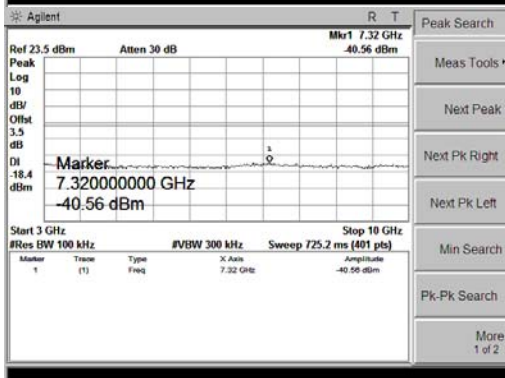 Agilent R T
Mkr1 7.32 GHz
Ref 23.5 dBm Atten 30 dB -40.56 dBm
Peak
Log
10
dB/
Offst
3.5
dB
DI
-18.4
dBm
1
Marker
7.320000000 GHz
-40.56 dBm
Start 3 GHz Stop 10 GHz
#Res BW 100 kHz #VBW 300 kHz Sweep 725.2 ms (401 pts)
Marker Trace Type X Axis Amplitude
1 (1) Freq 7.32 GHz -40.56 dBm
Peak Search
Meas Tools
Next Peak
Next Pk Right
Next Pk Left
Min Search
Pk-Pk Search
More
1 of 2